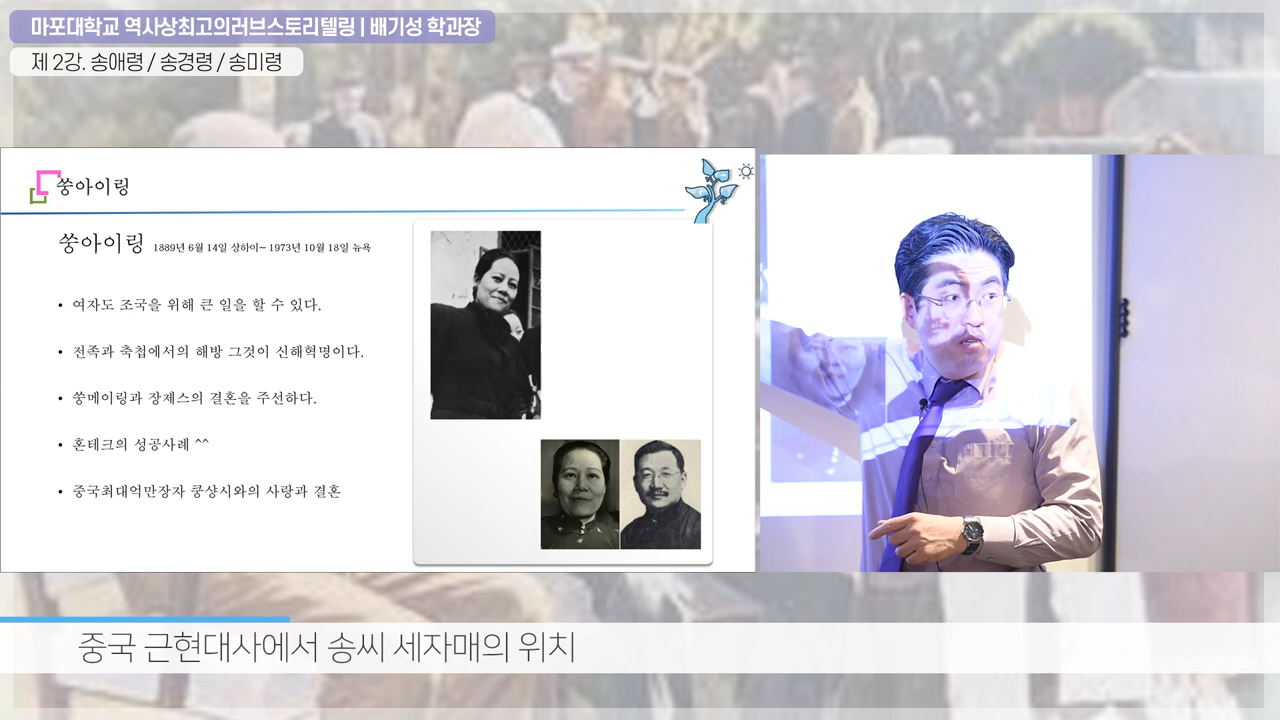 마포대학교 역사상최고의러브스토리텔링 | 배기성 학과장
제 2강. 송애령 / 송경령 / 송미령
쑹아이링
쑹아이링 1889년 6월 14일 상하이~ 1973년 10월 18일 뉴욕
• 여자도 조국을 위해 큰 일을 할 수 있다.
• 전족과 축첩에서의 해방 그것이 신해혁명이다.
• 쑹메이링과 장제스의 결혼을 주선하다.
• 혼테크의 성공사례 ^^
• 중국최대억만장자 쿵샹시와의 사랑과 결혼
중국 근현대사에서 송씨 세자매의 위치